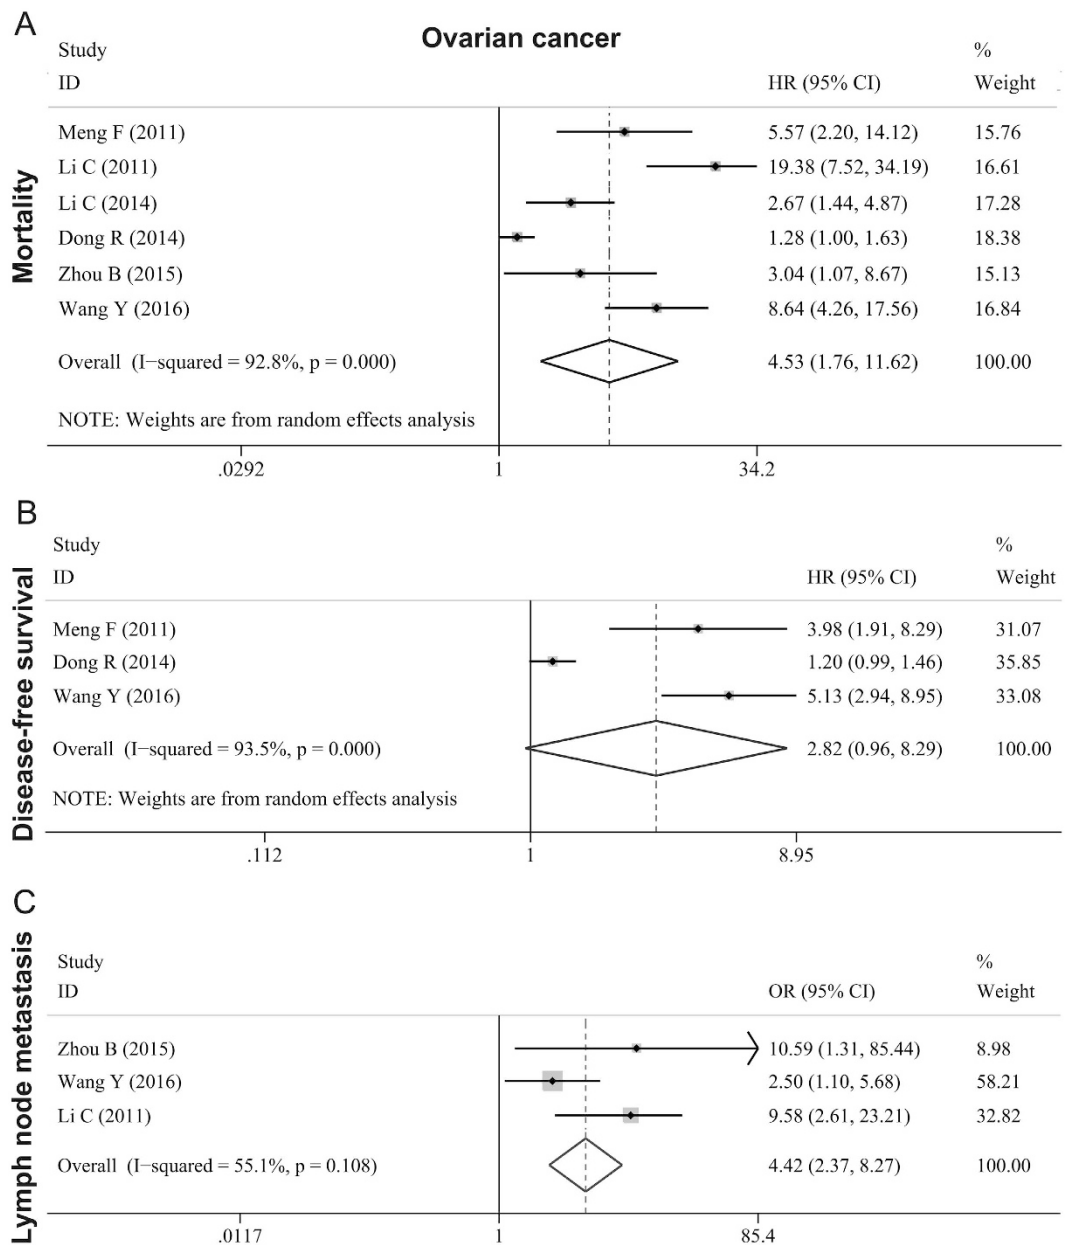 A
Ovarian cancer
Mortality
Study %
ID HR (95% CI) Weight
Meng F (2011) 5.57 (2.20, 14.12) 15.76
Li C (2011) 19.38 (7.52, 34.19) 16.61
Li C (2014) 2.67 (1.44, 4.87) 17.28
Dong R (2014) 1.28 (1.00, 1.63) 18.38
Zhou B (2015) 3.04 (1.07, 8.67) 15.13
Wang Y (2016) 8.64 (4.26, 17.56) 16.84
Overall (I−squared = 92.8%, p = 0.000) 4.53 (1.76, 11.62) 100.00
NOTE: Weights are from random effects analysis
.0292 1 34.2
B
Disease-free survival
Study %
ID HR (95% CI) Weight
Meng F (2011) 3.98 (1.91, 8.29) 31.07
Dong R (2014) 1.20 (0.99, 1.46) 35.85
Wang Y (2016) 5.13 (2.94, 8.95) 33.08
Overall (I−squared = 93.5%, p = 0.000) 2.82 (0.96, 8.29) 100.00
NOTE: Weights are from random effects analysis
.112 1 8.95
C
Lymph node metastasis
Study %
ID OR (95% CI) Weight
Zhou B (2015) 10.59 (1.31, 85.44) 8.98
Wang Y (2016) 2.50 (1.10, 5.68) 58.21
Li C (2011) 9.58 (2.61, 23.21) 32.82
Overall (I−squared = 55.1%, p = 0.108) 4.42 (2.37, 8.27) 100.00
.0117 1 85.4